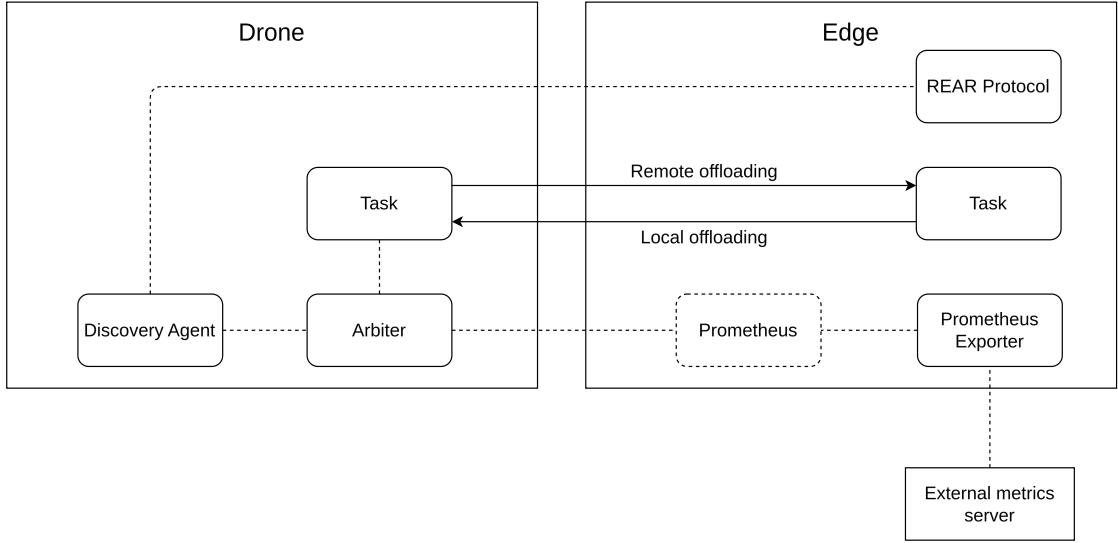 Drone
Edge
REAR Protocol
Remote offloading
Task
Task
Local offloading
Discovery Agent
Arbiter
Prometheus
Prometheus
Exporter
External metrics
server